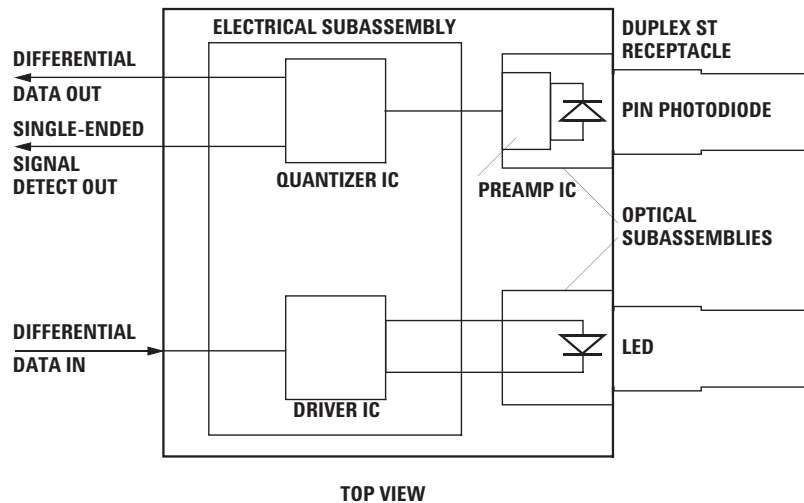 ELECTRICAL SUBASSEMBLY
DUPLEX ST
RECEPTACLE
DIFFERENTIAL
DATA OUT
SINGLE-ENDED
SIGNAL
DETECT OUT
QUANTIZER IC
PREAMP IC
PIN PHOTODIODE
OPTICAL
SUBASSEMBLIES
DIFFERENTIAL
DATA IN
DRIVER IC
LED
TOP VIEW